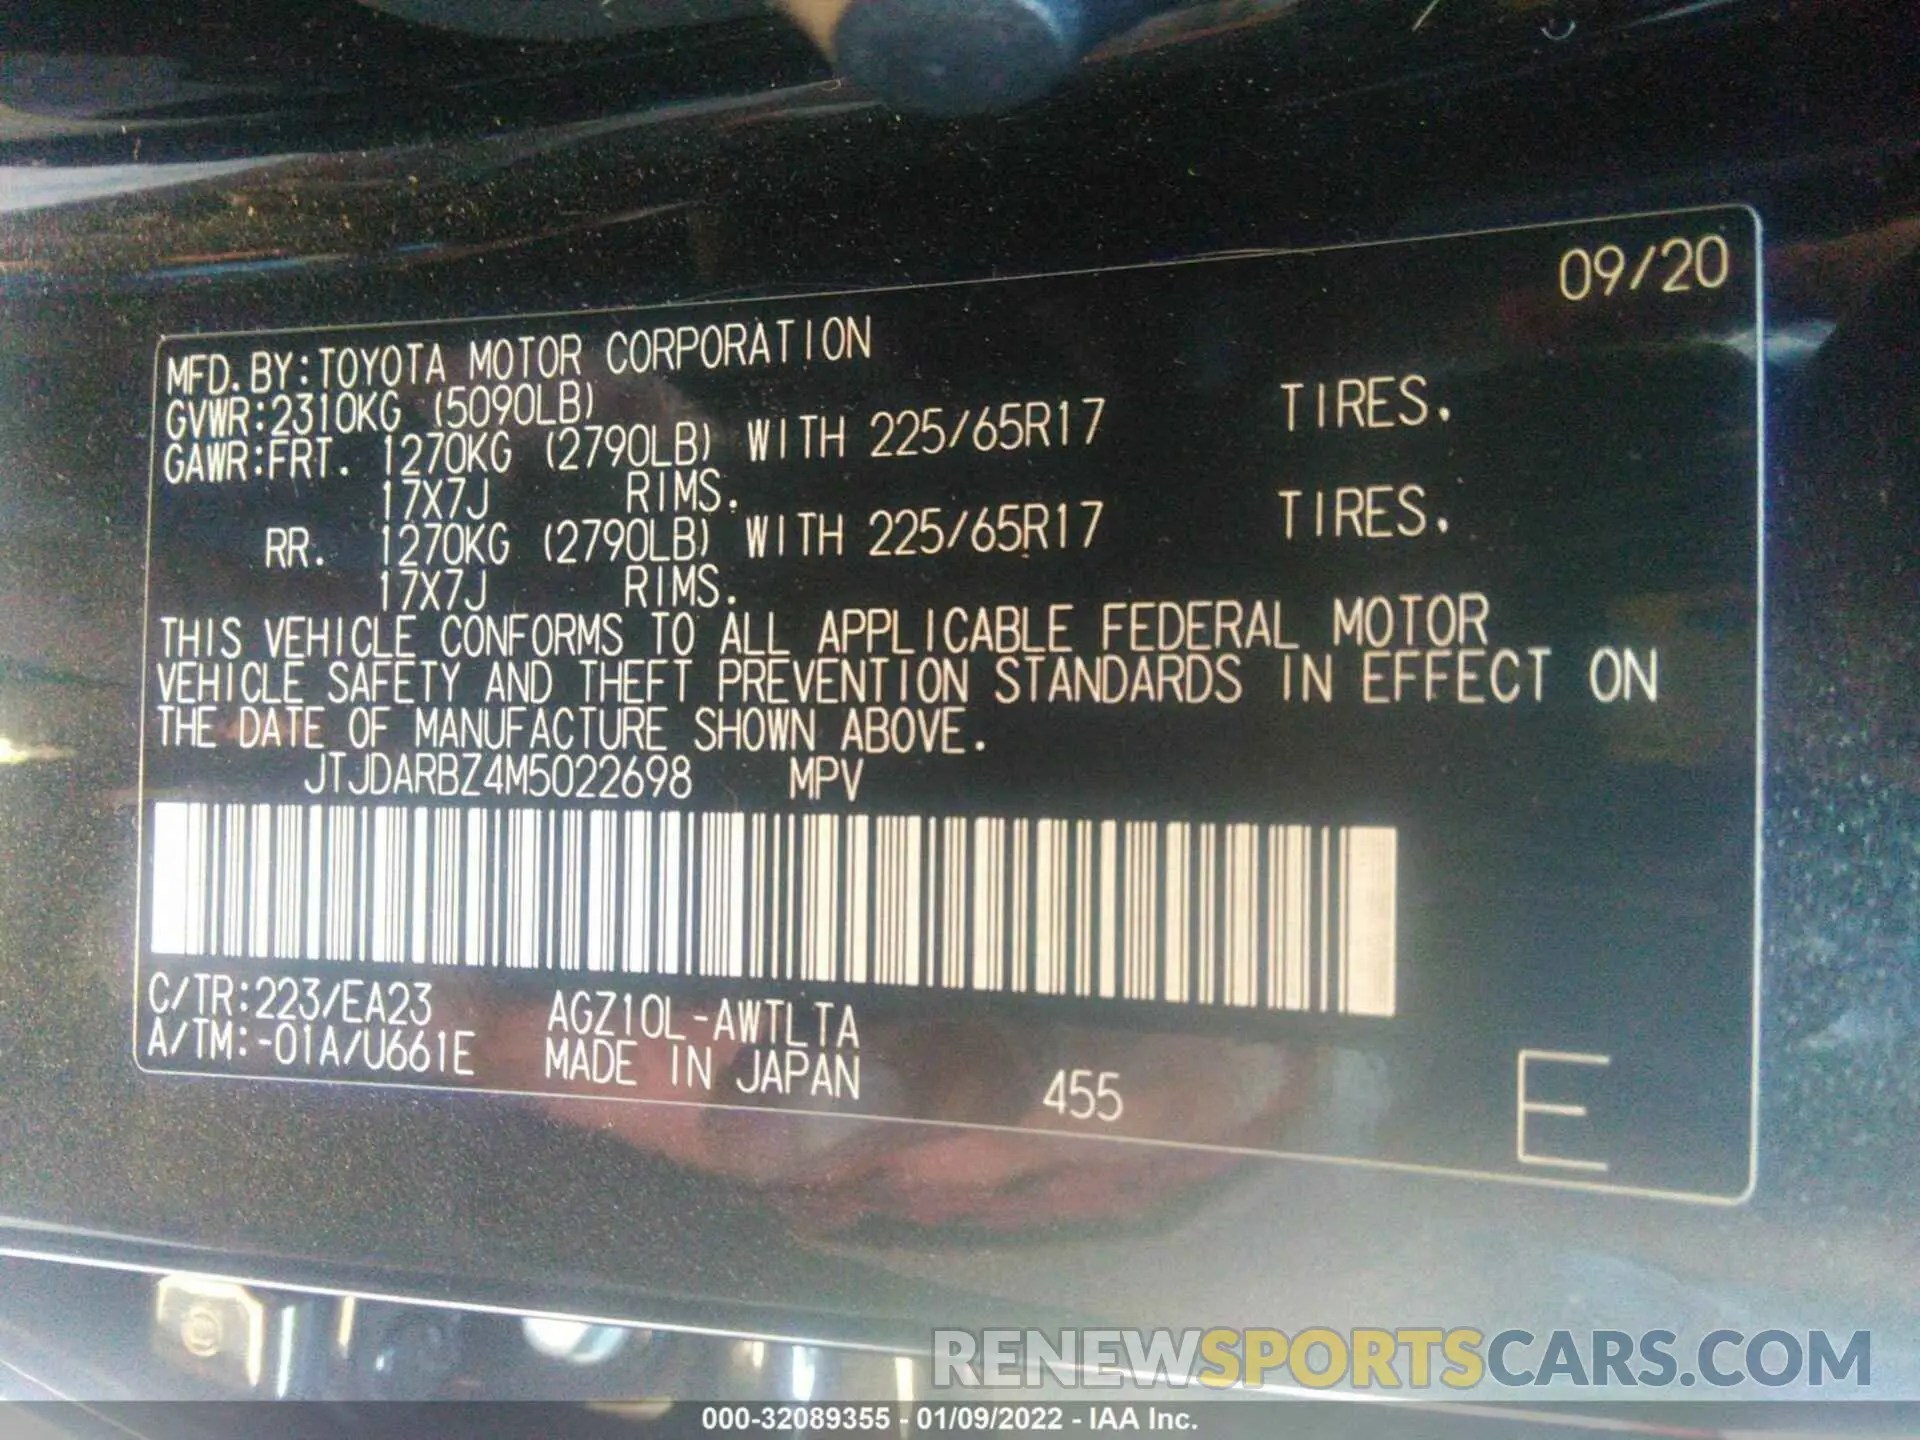 09/20
MFD.BY:TOYOTA MOTOR CORPORATION
GVWR:2310KG (5090LB)
GAWR:FRT. 1270KG (2790LB) WITH 225/65R17 TIRES.
17X7J RIMS.
RR. 1270KG (2790LB) WITH 225/65R17 TIRES.
17X7J RIMS.
THIS VEHICLE CONFORMS TO ALL APPLICABLE FEDERAL MOTOR
VEHICLE SAFETY AND THEFT PREVENTION STANDARDS IN EFFECT ON
THE DATE OF MANUFACTURE SHOWN ABOVE.
JTJDARBZ4M5022698 MPV
C/TR:223/EA23 AGZ10L-AWTLTA
A/TM:-01A/U661E MADE IN JAPAN 455 E
RENEWSPORTSCARS.COM
000-32089355 - 01/09/2022 - IAA Inc.